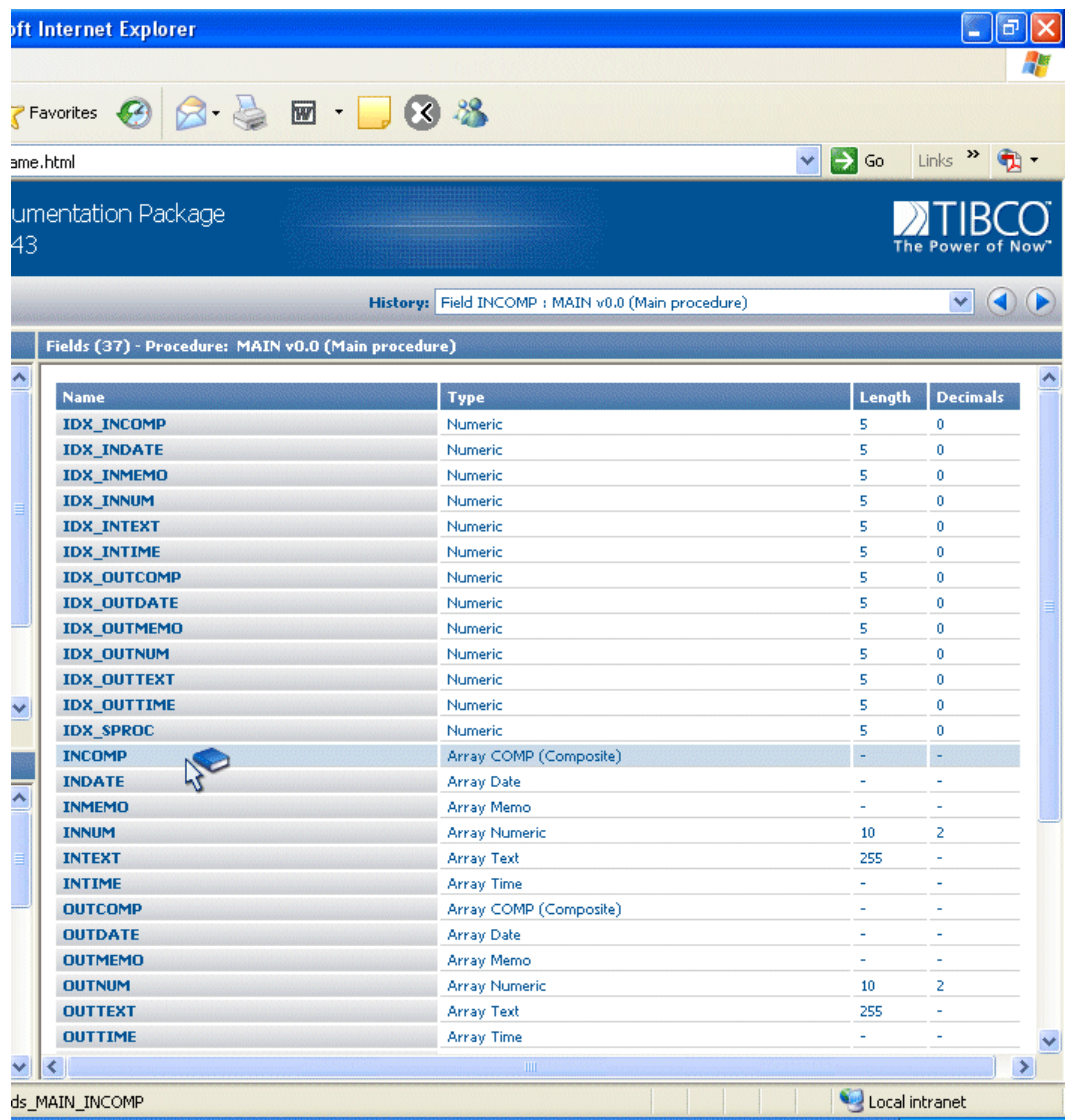 oft Internet Explorer
Favorites
ame.html
Go
Links »
umentation Package
43
TIBCO™
The Power of Now™
History: Field INCOMP : MAIN v0.0 (Main procedure)
Fields (37) - Procedure: MAIN v0.0 (Main procedure)
Name Type Length Decimals
IDX_INCOMP Numeric 5 0
IDX_INDATE Numeric 5 0
IDX_INMEMO Numeric 5 0
IDX_INNUM Numeric 5 0
IDX_INTEXT Numeric 5 0
IDX_INTIME Numeric 5 0
IDX_OUTCOMP Numeric 5 0
IDX_OUTDATE Numeric 5 0
IDX_OUTMEMO Numeric 5 0
IDX_OUTNUM Numeric 5 0
IDX_OUTTEXT Numeric 5 0
IDX_OUTTIME Numeric 5 0
IDX_SPROC Numeric 5 0
INCOMP Array COMP (Composite) - -
INDATE Array Date - -
INMEMO Array Memo - -
INNUM Array Numeric 10 2
INTEXT Array Text 255 -
INTIME Array Time - -
OUTCOMP Array COMP (Composite) - -
OUTDATE Array Date - -
OUTMEMO Array Memo - -
OUTNUM Array Numeric 10 2
OUTTEXT Array Text 255 -
OUTTIME Array Time - -
ds_MAIN_INCOMP
Local intranet